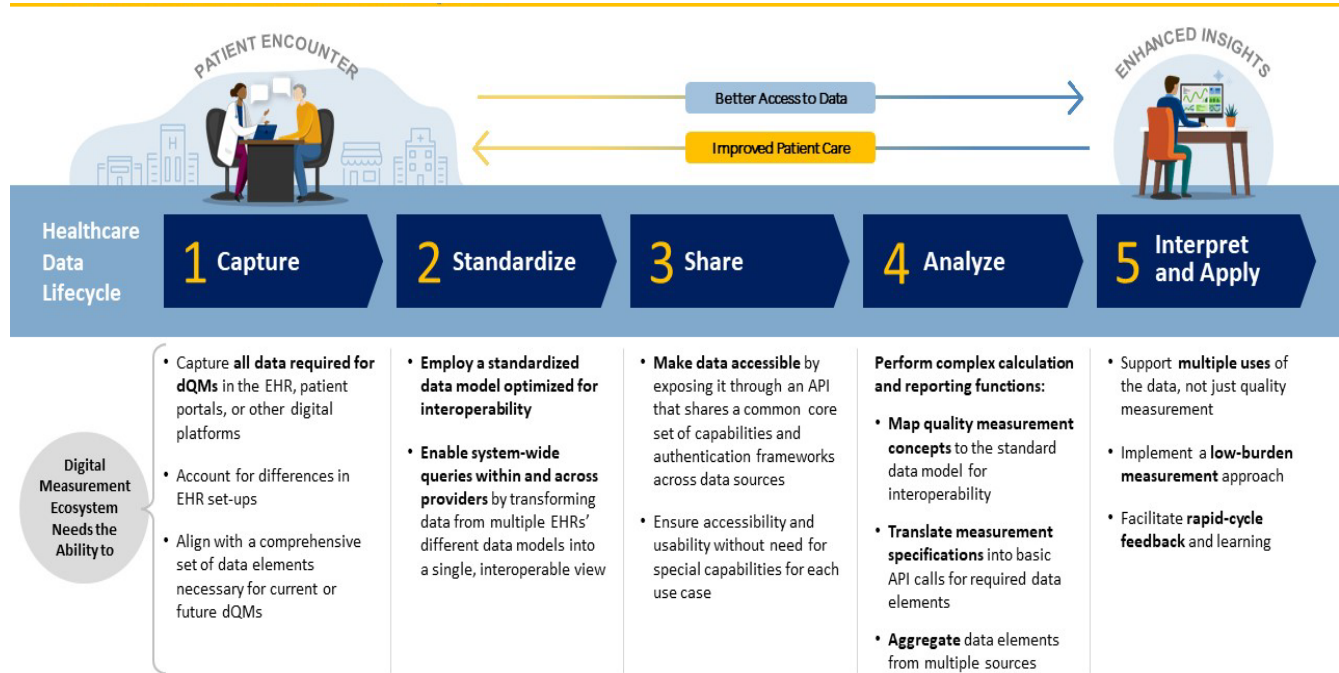 PATIENT ENCOUNTER
ENHANCED INSIGHTS
Better Access to Data
Improved Patient Care
H
Healthcare
Data
Lifecycle
1 Capture
2 Standardize
3 Share
4 Analyze
5 Interpret
and Apply
Digital
Measurement
Ecosystem
Needs the
Ability to
• Capture all data required for
dQMs in the EHR, patient
portals, or other digital
platforms
• Account for differences in
EHR set-ups
• Align with a comprehensive
set of data elements
necessary for current or
future dQMs
• Employ a standardized
data model optimized for
interoperability
• Enable system-wide
queries within and across
providers by transforming
data from multiple EHRs'
different data models into
a single, interoperable view
• Make data accessible by
exposing it through an API
that shares a common core
set of capabilities and
authentication frameworks
across data sources
• Ensure accessibility and
usability without need for
special capabilities for each
use case
Perform complex calculation
and reporting functions:
• Map quality measurement
concepts to the standard
data model for
interoperability
• Translate measurement
specifications into basic
API calls for required data
elements
• Aggregate data elements
from multiple sources
• Support multiple uses of
the data, not just quality
measurement
• Implement a low-burden
measurement approach
• Facilitate rapid-cycle
feedback and learning